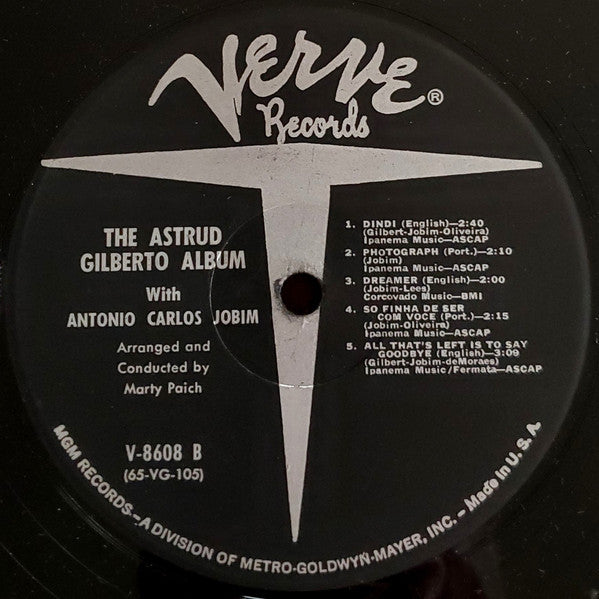 VERVE®
Records
THE ASTRUD
GILBERTO ALBUM
With
ANTONIO CARLOS JOBIM
Arranged and
Conducted by
Marty Paich
V-8608 B
(65-VG-105)
1. DINDI (English)—2:40
(Gilbert-Jobim-Oliveira)
Ipanema Music—ASCAP
2. PHOTOGRAPH (Port.)—2:10
(Jobim)
Ipanema Music—ASCAP
3. DREAMER (English)—2:00
(Jobim-Lees)
Corcovado Music—BMI
4. SO FINHA DE SER
COM VOCE (Port.)—2:15
(Jobim-Oliveira)
Ipanema Music—ASCAP
5. ALL THAT'S LEFT IS TO SAY
GOODBYE (English)—3:09
(Gilbert-Jobim-deMoraes)
Ipanema Music/Fermata—ASCAP
MGM RECORDS—A DIVISION OF METRO-GOLDWYN-MAYER, INC. — Made in U. S. A.